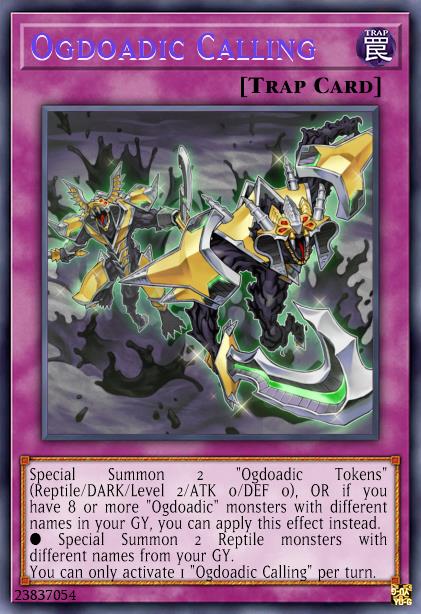 Ogdoadic Calling
TRAP
罠
[Trap Card]
Special Summon 2 "Ogdoadic Tokens"
(Reptile/DARK/Level 2/ATK 0/DEF 0), OR if you
have 8 or more "Ogdoadic" monsters with different
names in your GY, you can apply this effect instead.
● Special Summon 2 Reptile monsters with
different names from your GY.
You can only activate 1 "Ogdoadic Calling" per turn.
23837054